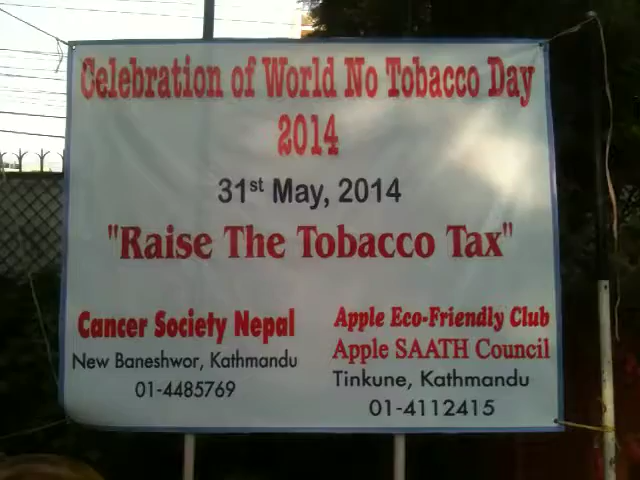 Celebration of World No Tobacco Day
2014
31st May, 2014
"Raise The Tobacco Tax"
Cancer Society Nepal
New Baneshwor, Kathmandu
01-4485769
Apple Eco-Friendly Club
Apple SAATH Council
Tinkune, Kathmandu
01-4112415